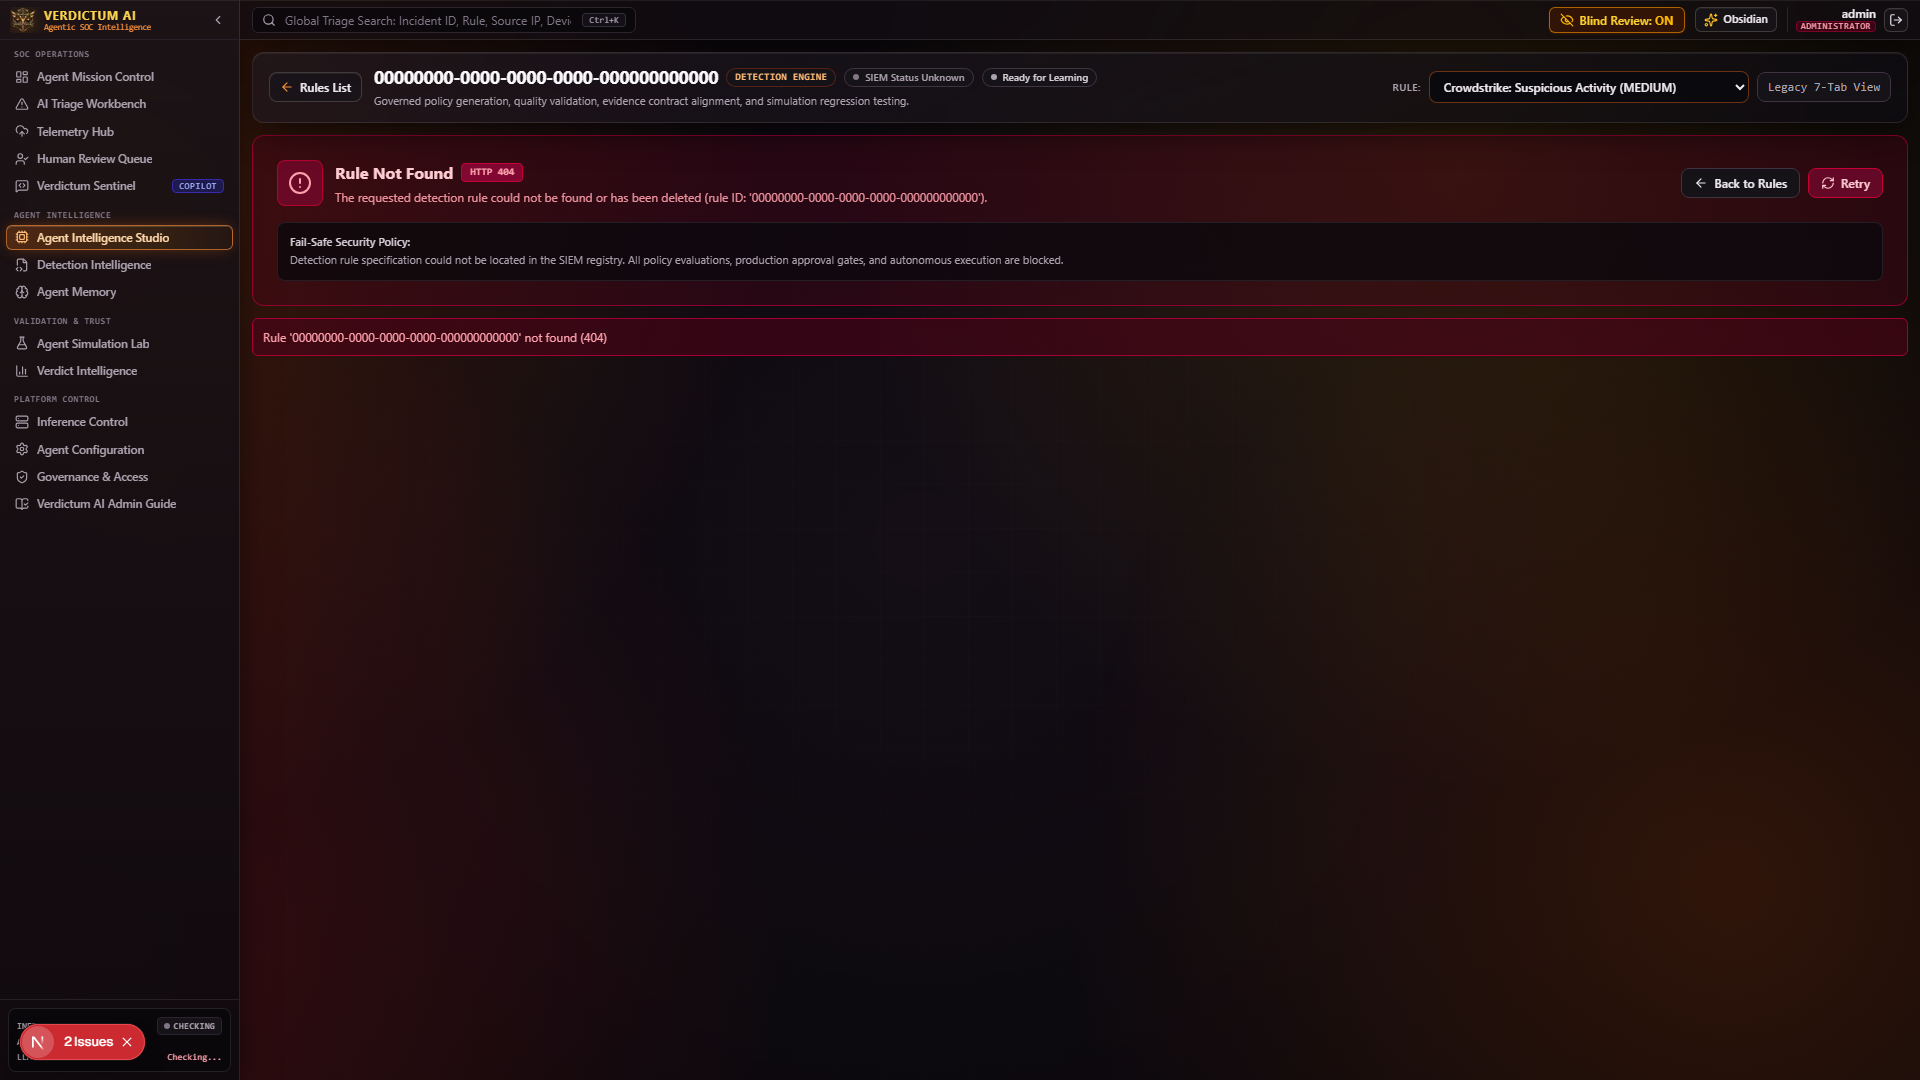 VERDICTUM AI
Agentic SOC Intelligence
Global Triage Search: Incident ID, Rule, Source IP, Devi
Ctrl+K
Blind Review: ON
Obsidian
admin
ADMINISTRATOR
SOC OPERATIONS
Agent Mission Control
AI Triage Workbench
Telemetry Hub
Human Review Queue
Verdictum Sentinel
COPILOT
AGENT INTELLIGENCE
Agent Intelligence Studio
Detection Intelligence
Agent Memory
VALIDATION & TRUST
Agent Simulation Lab
Verdict Intelligence
PLATFORM CONTROL
Inference Control
Agent Configuration
Governance & Access
Verdictum AI Admin Guide
CHECKING
2 Issues
Checking...
Rules List
00000000-0000-0000-0000-000000000000
DETECTION ENGINE
SIEM Status Unknown
Ready for Learning
Governed policy generation, quality validation, evidence contract alignment, and simulation regression testing.
RULE:
Crowdstrike: Suspicious Activity (MEDIUM)
Legacy 7-Tab View
Rule Not Found
HTTP 404
The requested detection rule could not be found or has been deleted (rule ID: '00000000-0000-0000-0000-000000000000').
Back to Rules
Retry
Fail-Safe Security Policy:
Detection rule specification could not be located in the SIEM registry. All policy evaluations, production approval gates, and autonomous execution are blocked.
Rule '00000000-0000-0000-0000-000000000000' not found (404)